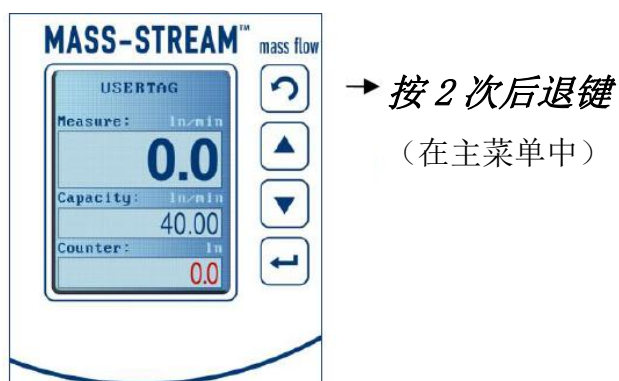 MASS-STREAM™ mass flow
USERTAG
Measure: ln/min
0.0
Capacity: ln/min
40.00
Counter: ln
0.0
→ 按 2 次后退键
（在主菜单中）